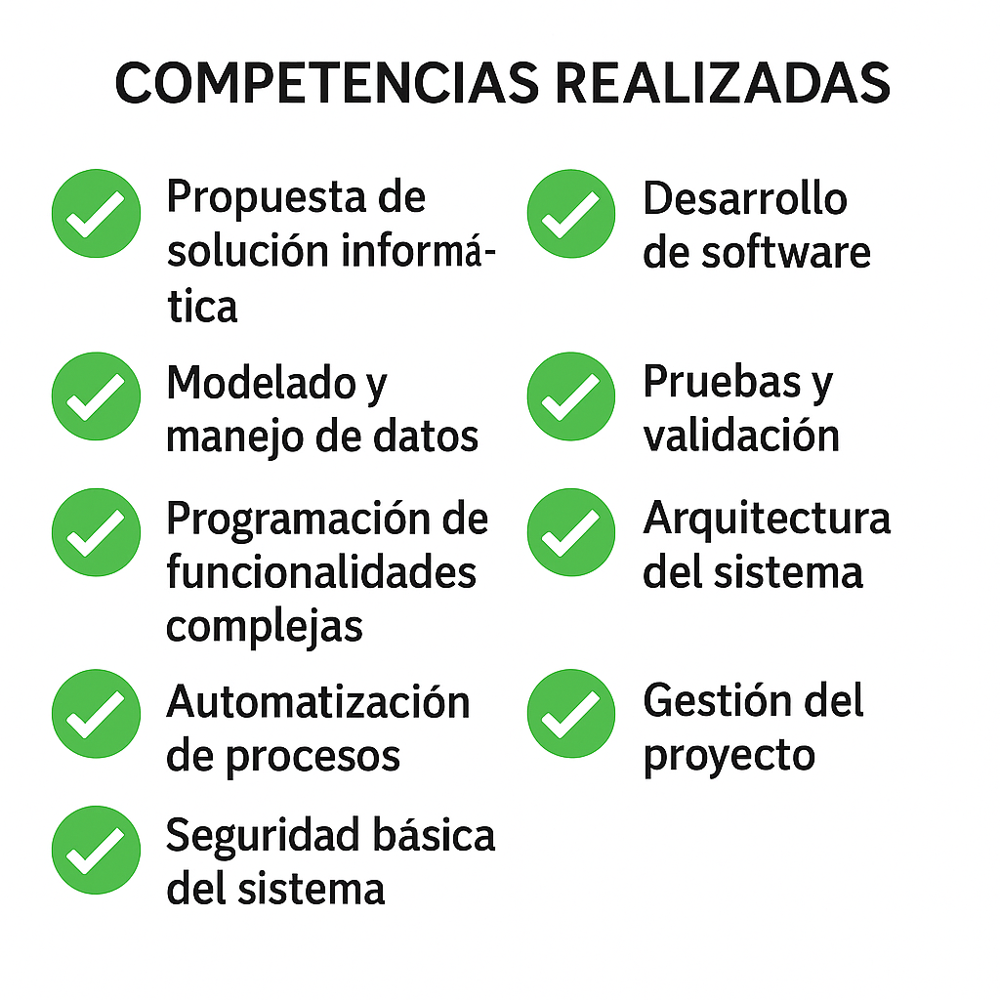 COMPETENCIAS REALIZADAS
Propuesta de
solución informá-
tica
Desarrollo
de software
Modelado y
manejo de datos
Pruebas y
validación
Programación de
funcionalidades
complejas
Arquitectura
del sistema
Automatización
de procesos
Gestión del
proyecto
Seguridad básica
del sistema